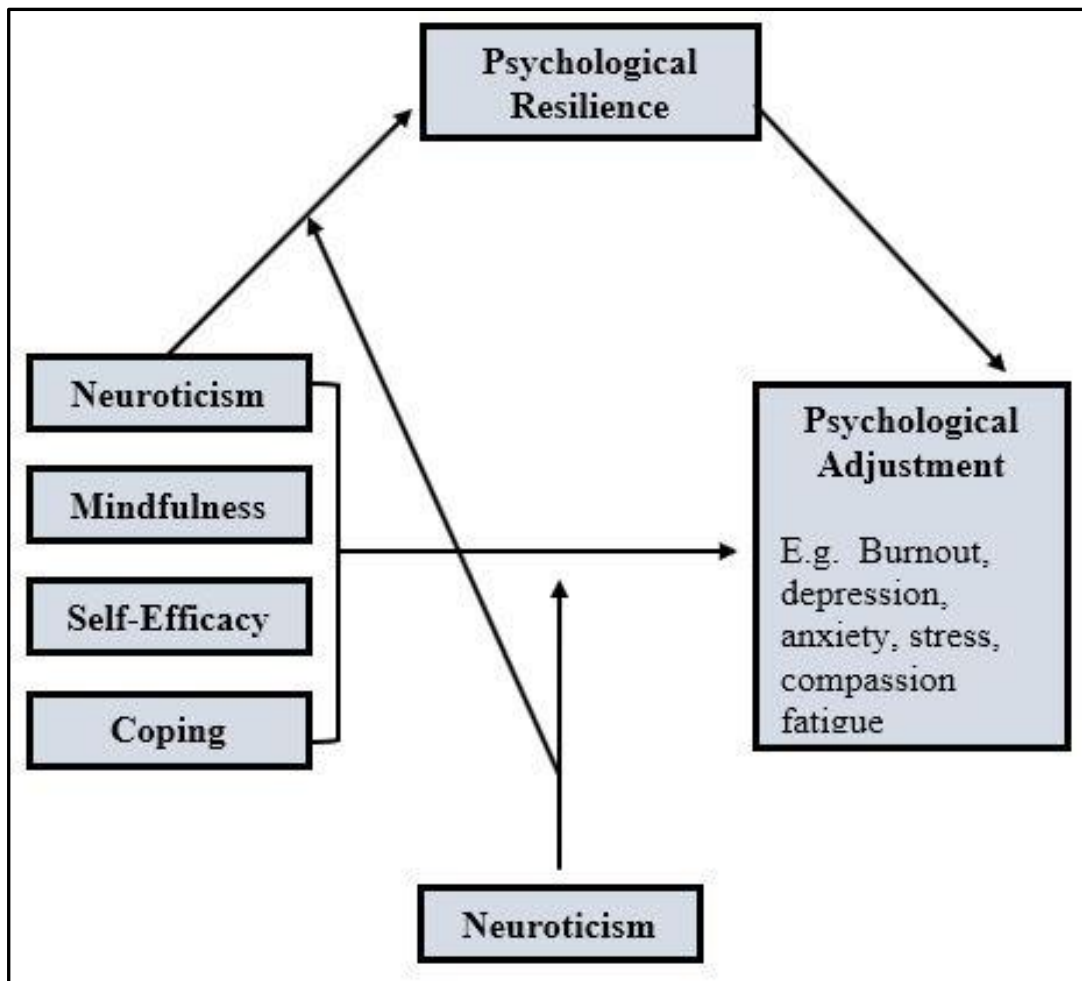 Psychological
Resilience
Neuroticism
Mindfulness
Self-Efficacy
Coping
Psychological
Adjustment
E.g. Burnout,
depression,
anxiety, stress,
compassion
fatigue
Neuroticism